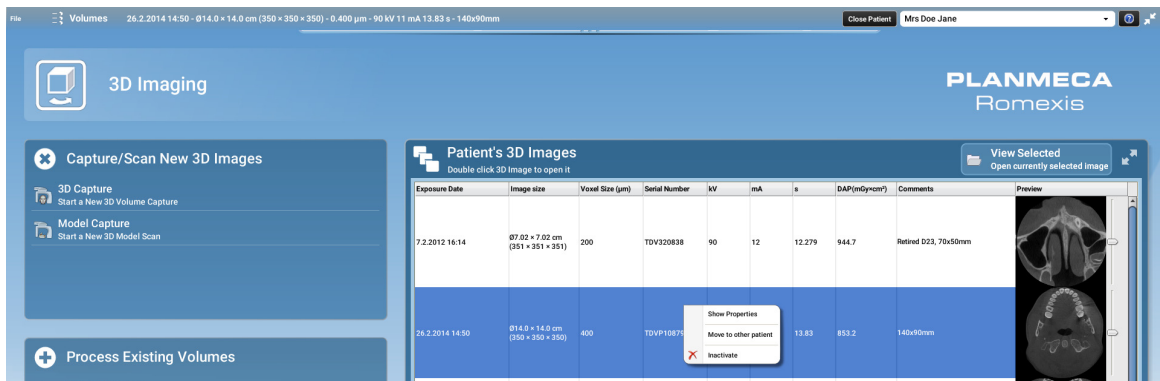 File
Volumes
26.2.2014 14:50 - Ø14.0 × 14.0 cm (350 × 350 × 350) - 0.400 µm - 90 kV 11 mA 13.83 s - 140x90mm
Close Patient
Mrs Doe Jane
3D Imaging
PLANMECA
Romexis
Capture/Scan New 3D Images
3D Capture
Start a New 3D Volume Capture
Model Capture
Start a New 3D Model Scan
Process Existing Volumes
Patient's 3D Images
Double click 3D Image to open it
View Selected
Open currently selected image
Exposure Date Image size Voxel Size (µm) Serial Number kV mA s DAP(mGy×cm²) Comments Preview
7.2.2012 16:14 Ø7.02 × 7.02 cm (351 × 351 × 351) 200 TDV320838 90 12 12.279 944.7 Retired D23, 70x50mm
26.2.2014 14:50 Ø14.0 × 14.0 cm (350 × 350 × 350) 400 TDVP10879 13.83 853.2 140x90mm
Show Properties
Move to other patient
Inactivate